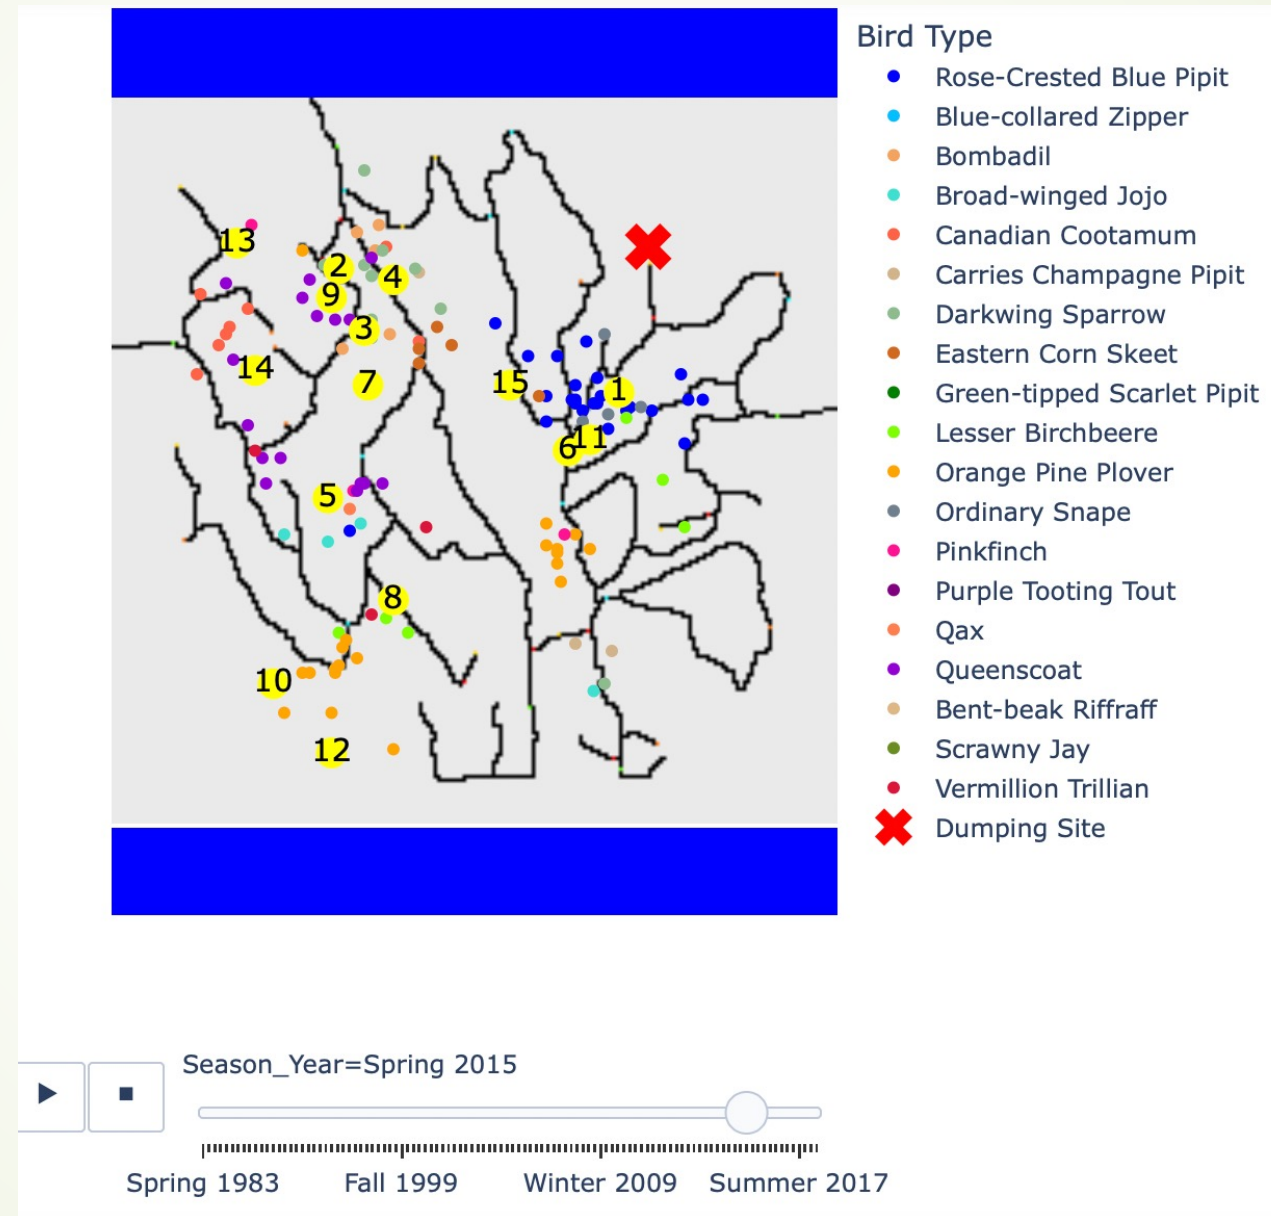 Bird Type
Rose-Crested Blue Pipit
Blue-collared Zipper
Bombadil
Broad-winged Jojo
Canadian Cootamum
Carries Champagne Pipit
Darkwing Sparrow
Eastern Corn Skeet
Green-tipped Scarlet Pipit
Lesser Birchbeere
Orange Pine Plover
Ordinary Snape
Pinkfinch
Purple Tooting Tout
Qax
Queenscoat
Bent-beak Riffraff
Scrawny Jay
Vermillion Trillian
Dumping Site
13
2
4
9
3
14
7
15
1
6
11
5
8
10
12
Season_Year=Spring 2015
Spring 1983 Fall 1999 Winter 2009 Summer 2017